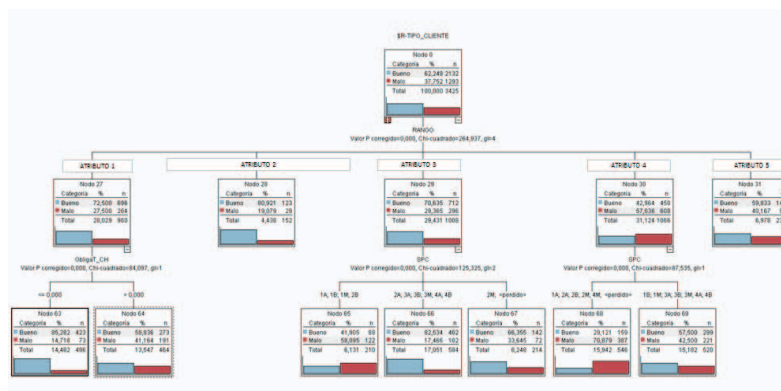 $R-TIPO_CLIENTE
Nodo 0
Categoría % n
Bueno 62,248 2132
Malo 37,752 1293
Total 100,000 3425
RANGO
Valor P corregido=0,000, Chi-cuadrado=264,937, gl=4
ATRIBUTO 1
ATRIBUTO 2
ATRIBUTO 3
ATRIBUTO 4
ATRIBUTO 5
Nodo 27
Categoría % n
Bueno 72,500 696
Malo 27,500 264
Total 28,029 960
Nodo 28
Categoría % n
Bueno 80,921 123
Malo 19,079 29
Total 4,438 152
Nodo 29
Categoría % n
Bueno 70,635 712
Malo 29,365 296
Total 29,431 1008
Nodo 30
Categoría % n
Bueno 42,964 458
Malo 57,036 608
Total 31,124 1066
Nodo 31
Categoría %
Bueno 59,833
Malo 40,167
Total 6,978
ObligaT_CH
Valor P corregido=0,000, Chi-cuadrado=84,097, gl=1
SPC
Valor P corregido=0,000, Chi-cuadrado=125,325, gl=2
GPC
Valor P corregido=0,000, Chi-cuadrado=87,535, gl=1
<= 0,000
> 0,000
1A, 1B, 1M, 2B
2A, 3A, 3B, 3M, 4A, 4B
2M, <perdido>
1A, 2A, 2B, 2M, 4M, <perdido>
1B, 1M, 3A, 3B, 3M, 4A, 4B
Nodo 63
Categoría % n
Bueno 85,282 423
Malo 14,718 73
Total 14,482 496
Nodo 64
Categoría % n
Bueno 58,836 273
Malo 41,164 191
Total 13,547 464
Nodo 65
Categoría % n
Bueno 41,905 88
Malo 58,095 122
Total 6,131 210
Nodo 66
Categoría % n
Bueno 82,534 482
Malo 17,466 102
Total 17,051 584
Nodo 67
Categoría % n
Bueno 66,355 142
Malo 33,645 72
Total 6,248 214
Nodo 68
Categoría % n
Bueno 29,121 159
Malo 70,879 387
Total 15,942 546
Nodo 69
Categoría % n
Bueno 57,500 299
Malo 42,500 221
Total 15,182 520